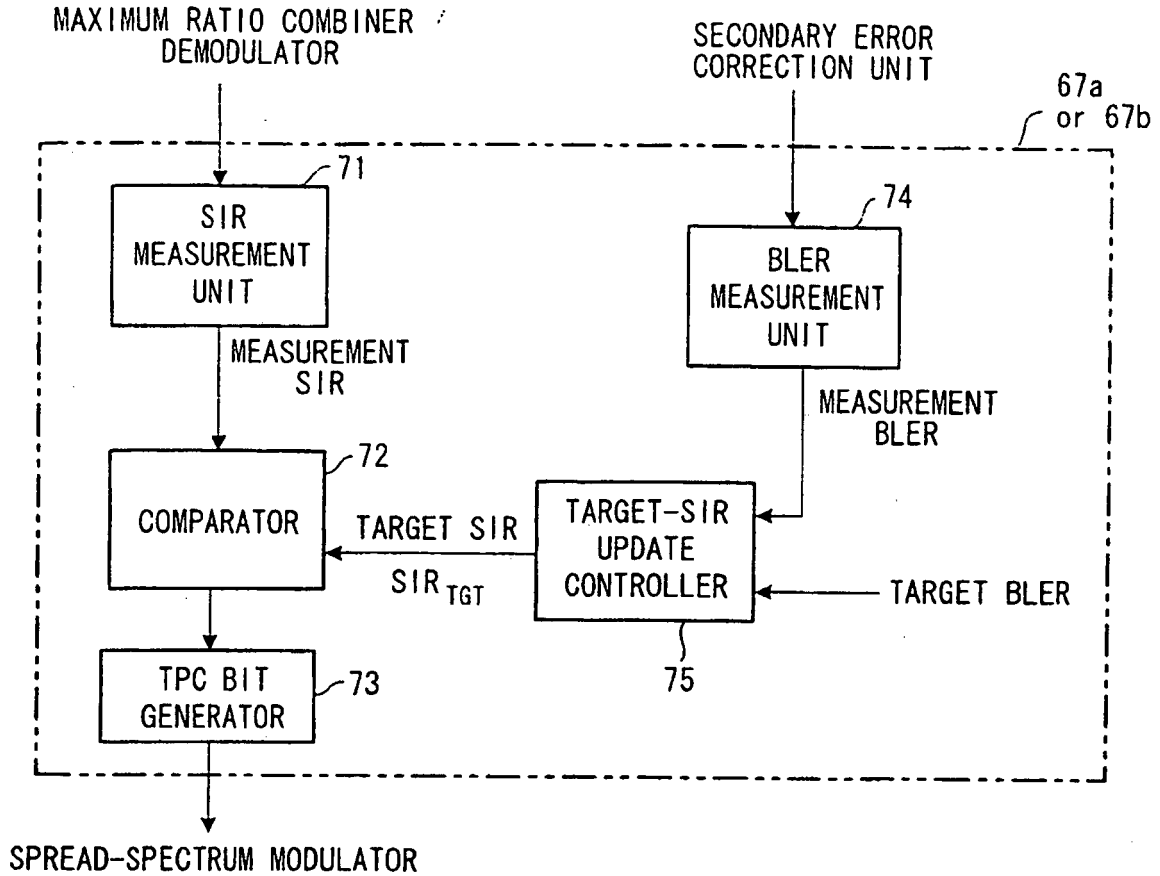 MAXIMUM RATIO COMBINER
DEMODULATOR
SECONDARY ERROR
CORRECTION UNIT
67a
or 67b
71
SIR
MEASUREMENT
UNIT
74
BLER
MEASUREMENT
UNIT
MEASUREMENT
SIR
MEASUREMENT
BLER
72
COMPARATOR
TARGET SIR
SIR TGT
TARGET-SIR
UPDATE
CONTROLLER
TARGET BLER
75
TPC BIT
GENERATOR
73
SPREAD-SPECTRUM MODULATOR